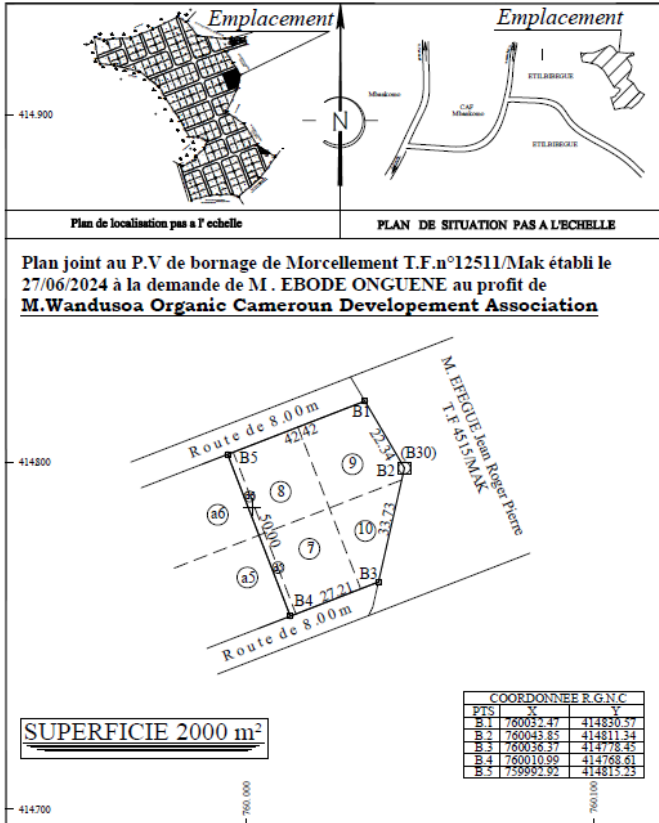 Emplacement
Emplacement
414.900
N
Mbankomo
CAF
Mbankomo
ETILBIBEGUE
ETILBIBEGUE
Plan de localisation pas a l' echelle
PLAN DE SITUATION PAS A L'ECHELLE
Plan joint au P.V de bornage de Morcellement T.F.n°12511/Mak établi le
27/06/2024 à la demande de M . EBODE ONGUENE au profit de
M.Wandusoa Organic Cameroun Developement Association
M. EFEGUE Jean Roger Pierre
T.F 4515/MAK
Route de 8.00m
B1
42.42
22.34
B5
(B30)
414800
9
B2
8
a6
50.00
10
33.73
7
a5
B3
27.21
B4
Route de 8.00m
COORDONNEE R.G.N.C
PTS X Y
B.1 760032.47 414830.57
B.2 760043.85 414811.34
B.3 760036.37 414778.45
B.4 760010.99 414768.61
B.5 759992.92 414815.23
SUPERFICIE 2000 m²
760.000
760.100
414700